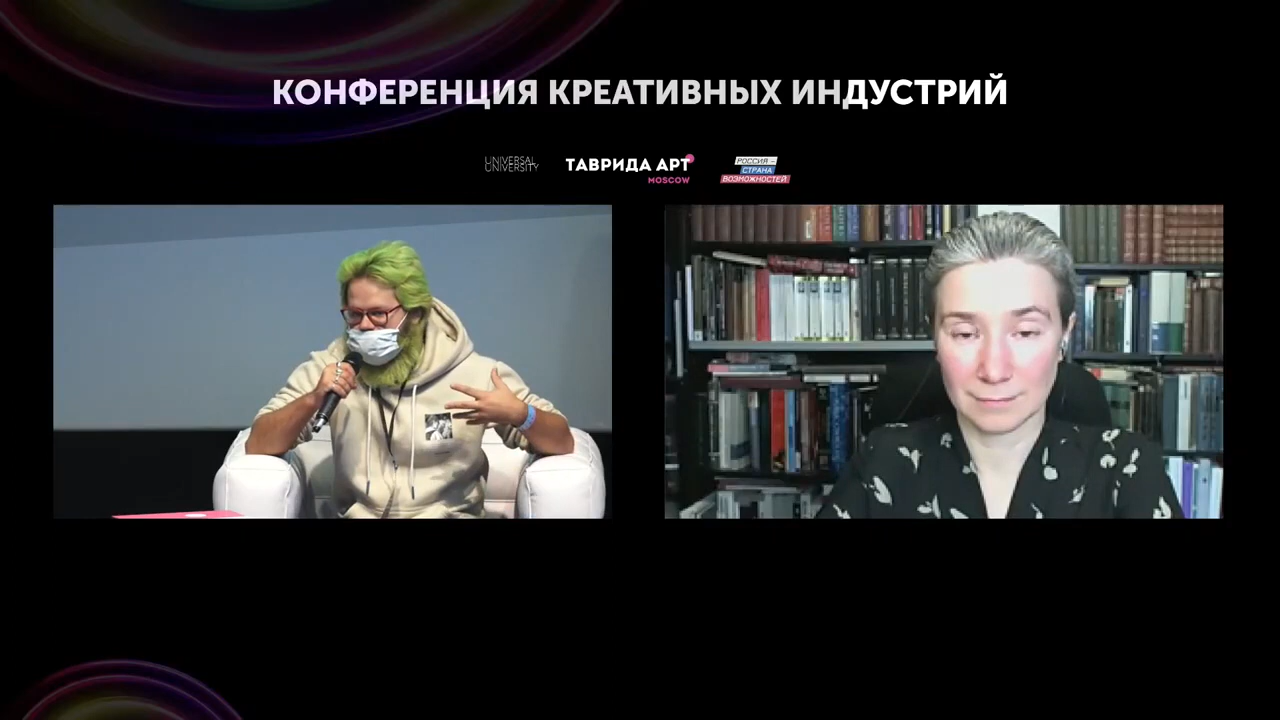 КОНФЕРЕНЦИЯ КРЕАТИВНЫХ ИНДУСТРИЙ
UNIVERSAL
UNIVERSITY
ТАВРИДА АРТ
MOSCOW
РОССИЯ –
СТРАНА
ВОЗМОЖНОСТЕЙ